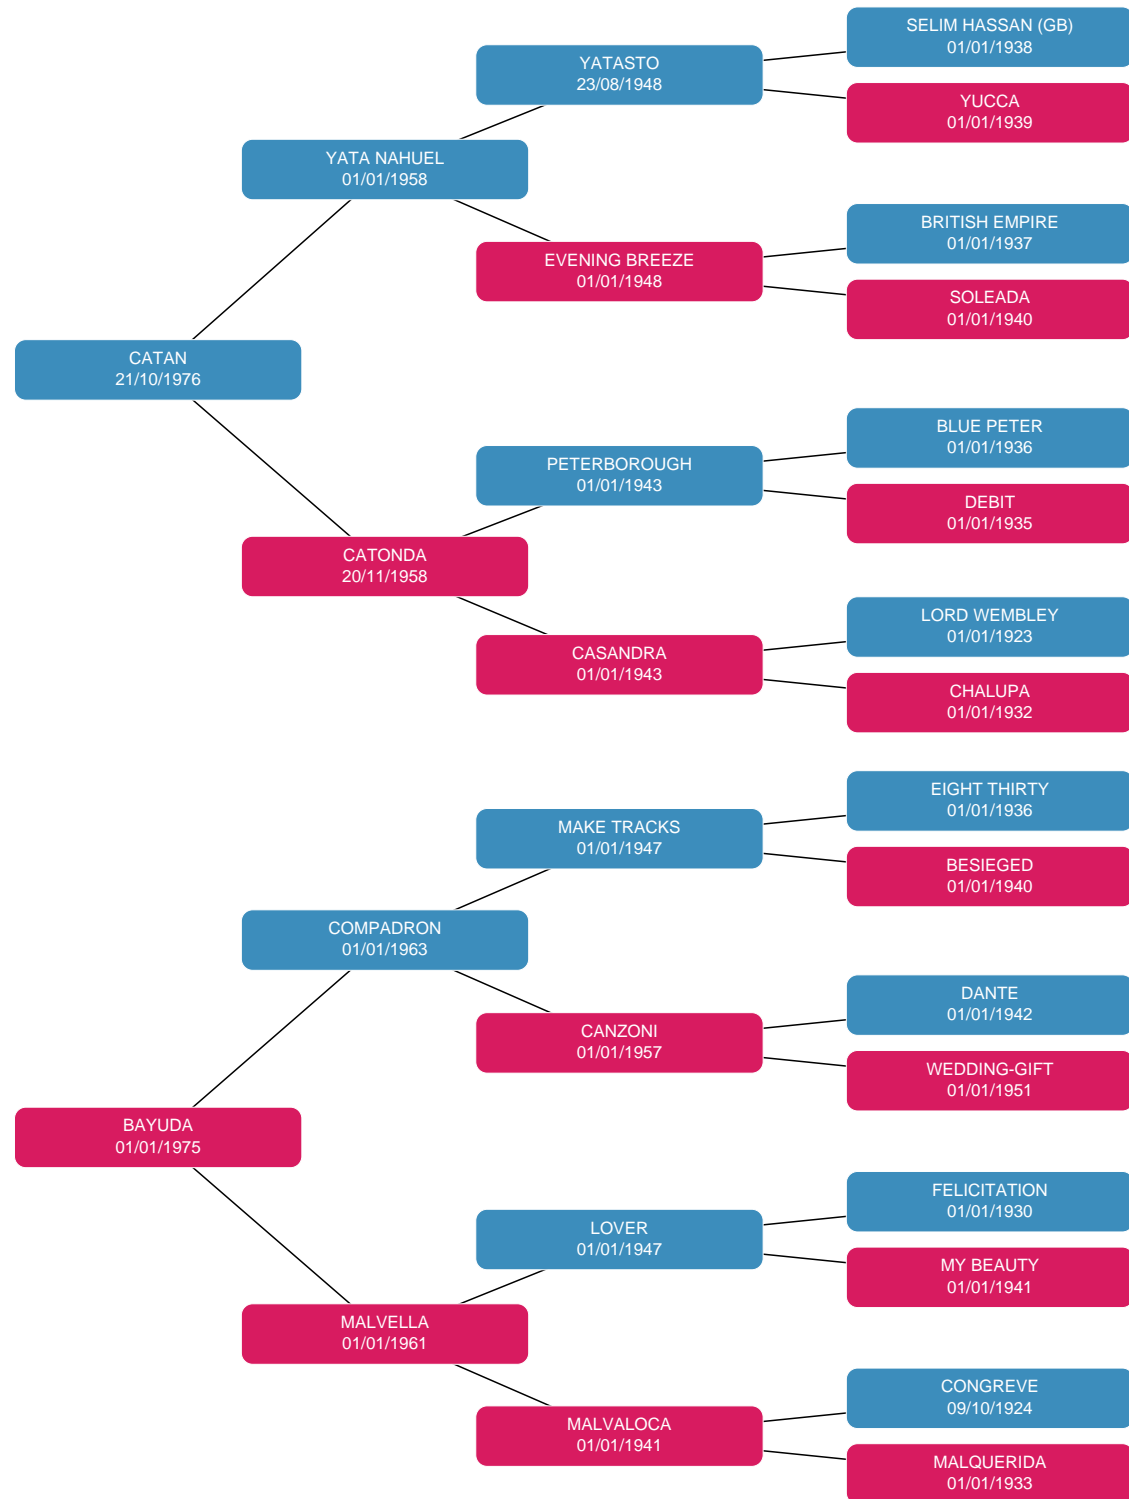 SELIM HASSAN (GB)
01/01/1938
YATASTO
23/08/1948
YUCCA
01/01/1939
YATA NAHUEL
01/01/1958
BRITISH EMPIRE
01/01/1937
EVENING BREEZE
01/01/1948
SOLEADA
01/01/1940
CATAN
21/10/1976
BLUE PETER
01/01/1936
PETERBOROUGH
01/01/1943
DEBIT
01/01/1935
CATONDA
20/11/1958
LORD WEMBLEY
01/01/1923
CASANDRA
01/01/1943
CHALUPA
01/01/1932
EIGHT THIRTY
01/01/1936
MAKE TRACKS
01/01/1947
BESIEGED
01/01/1940
COMPADRON
01/01/1963
DANTE
01/01/1942
CANZONI
01/01/1957
WEDDING-GIFT
01/01/1951
BAYUDA
01/01/1975
FELICITATION
01/01/1930
LOVER
01/01/1947
MY BEAUTY
01/01/1941
MALVELLA
01/01/1961
CONGREVE
09/10/1924
MALVALOCA
01/01/1941
MALQUERIDA
01/01/1933